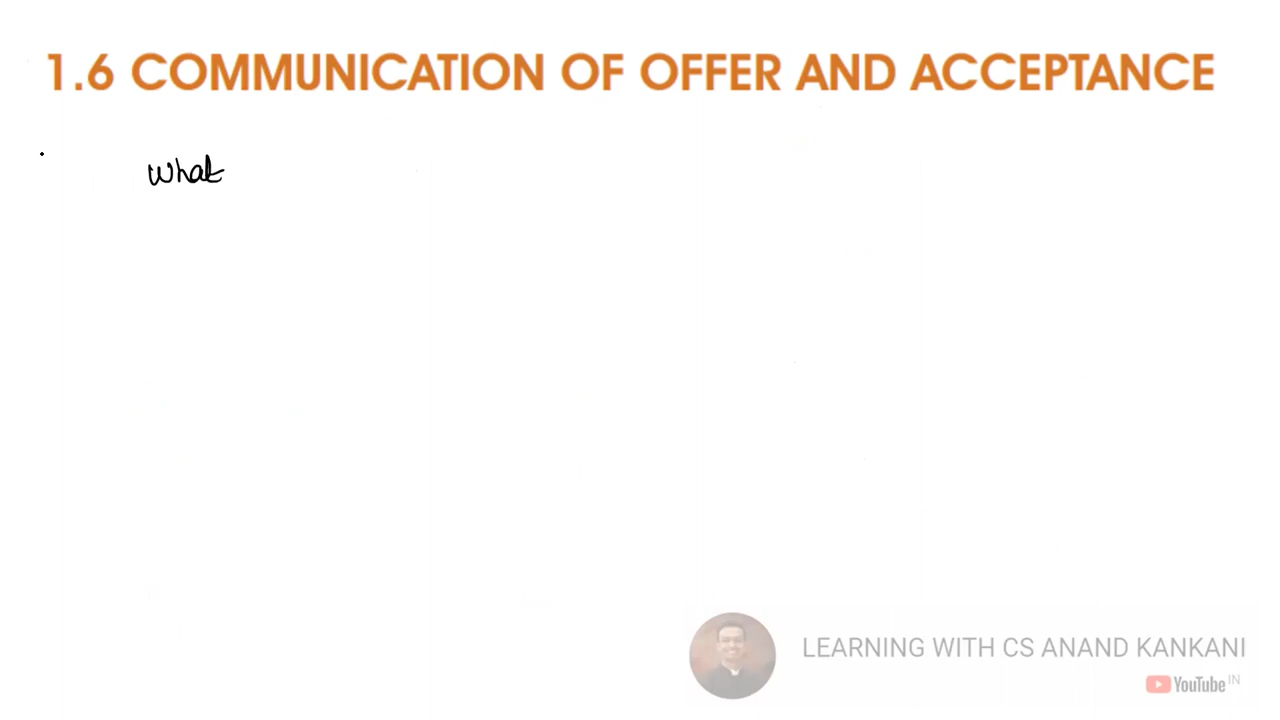 1.6 COMMUNICATION OF OFFER AND ACCEPTANCE
What
LEARNING WITH CS ANAND KANKANI
YouTube IN